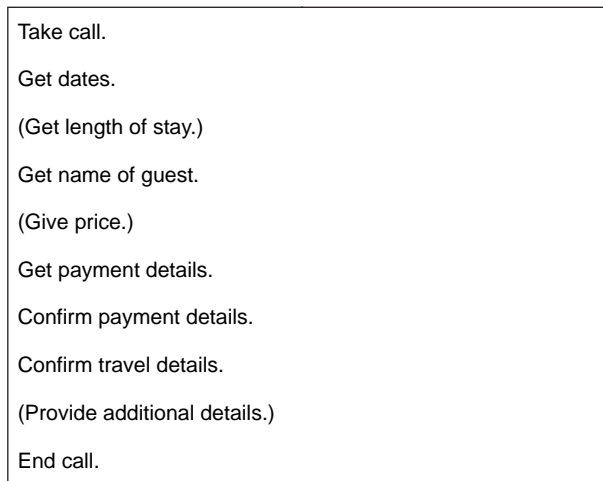 Take call.
Get dates.
(Get length of stay.)
Get name of guest.
(Give price.)
Get payment details.
Confirm payment details.
Confirm travel details.
(Provide additional details.)
End call.